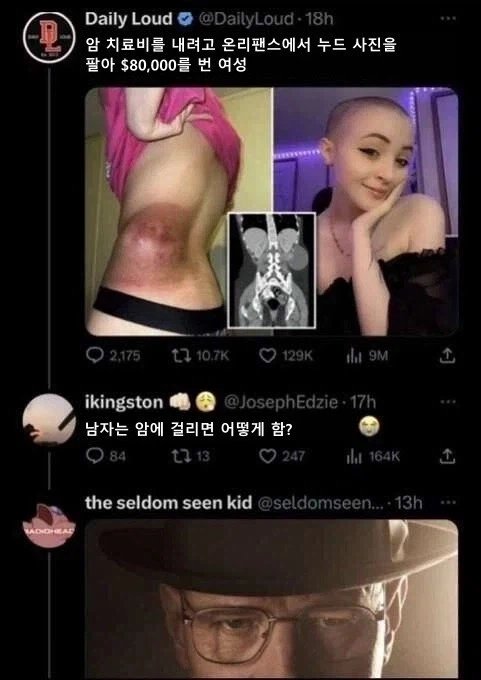 Daily Loud @DailyLoud · 18h
암 치료비를 내려고 온리팬스에서 누드 사진을
팔아 $80,000를 번 여성
2,175 10.7K 129K 9M
ikingston 👊🏻😮‍💨 @JosephEdzie · 17h
남자는 암에 걸리면 어떻게 함? 😭
84 13 247 164K
the seldom seen kid @seldomseen... · 13h
RADIOHEAD